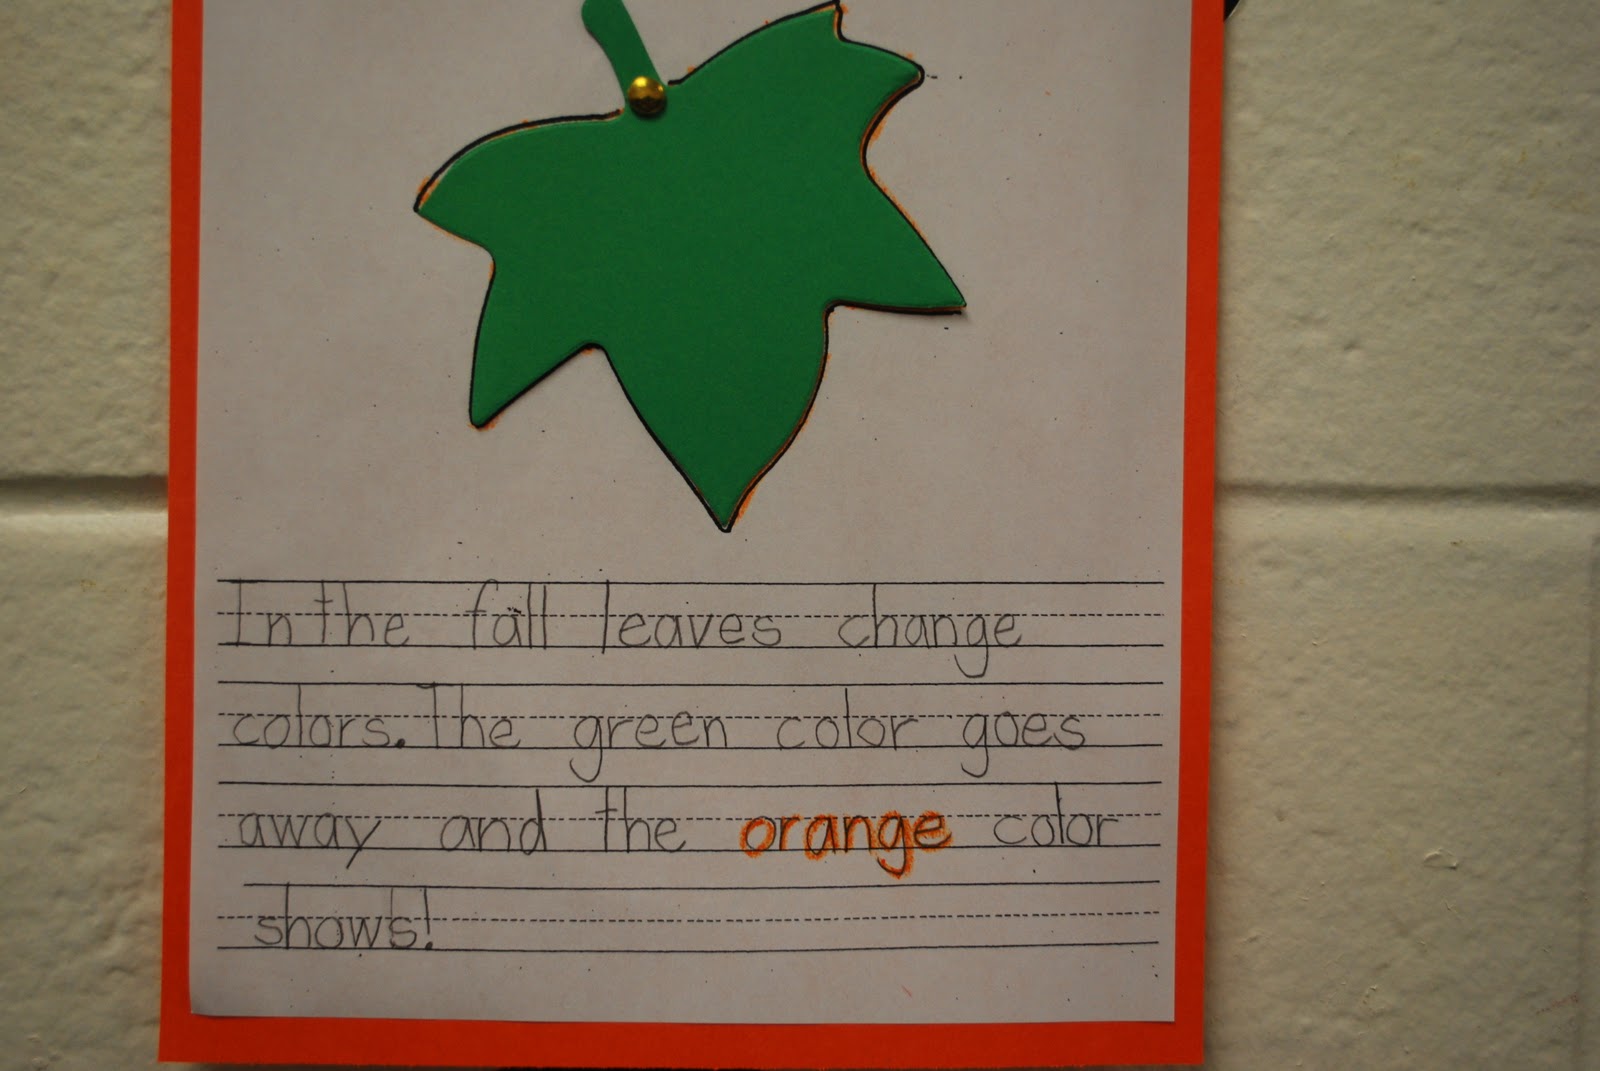 In the fall leaves change
colors. The green color goes
away and the orange color
shows!